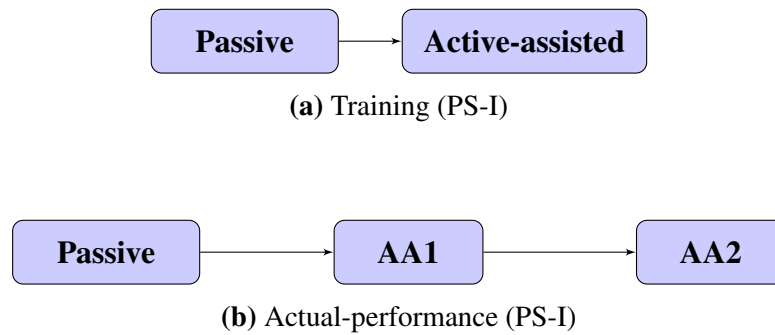 Passive Active-assisted
(a) Training (PS-I)
Passive AA1 AA2
(b) Actual-performance (PS-I)